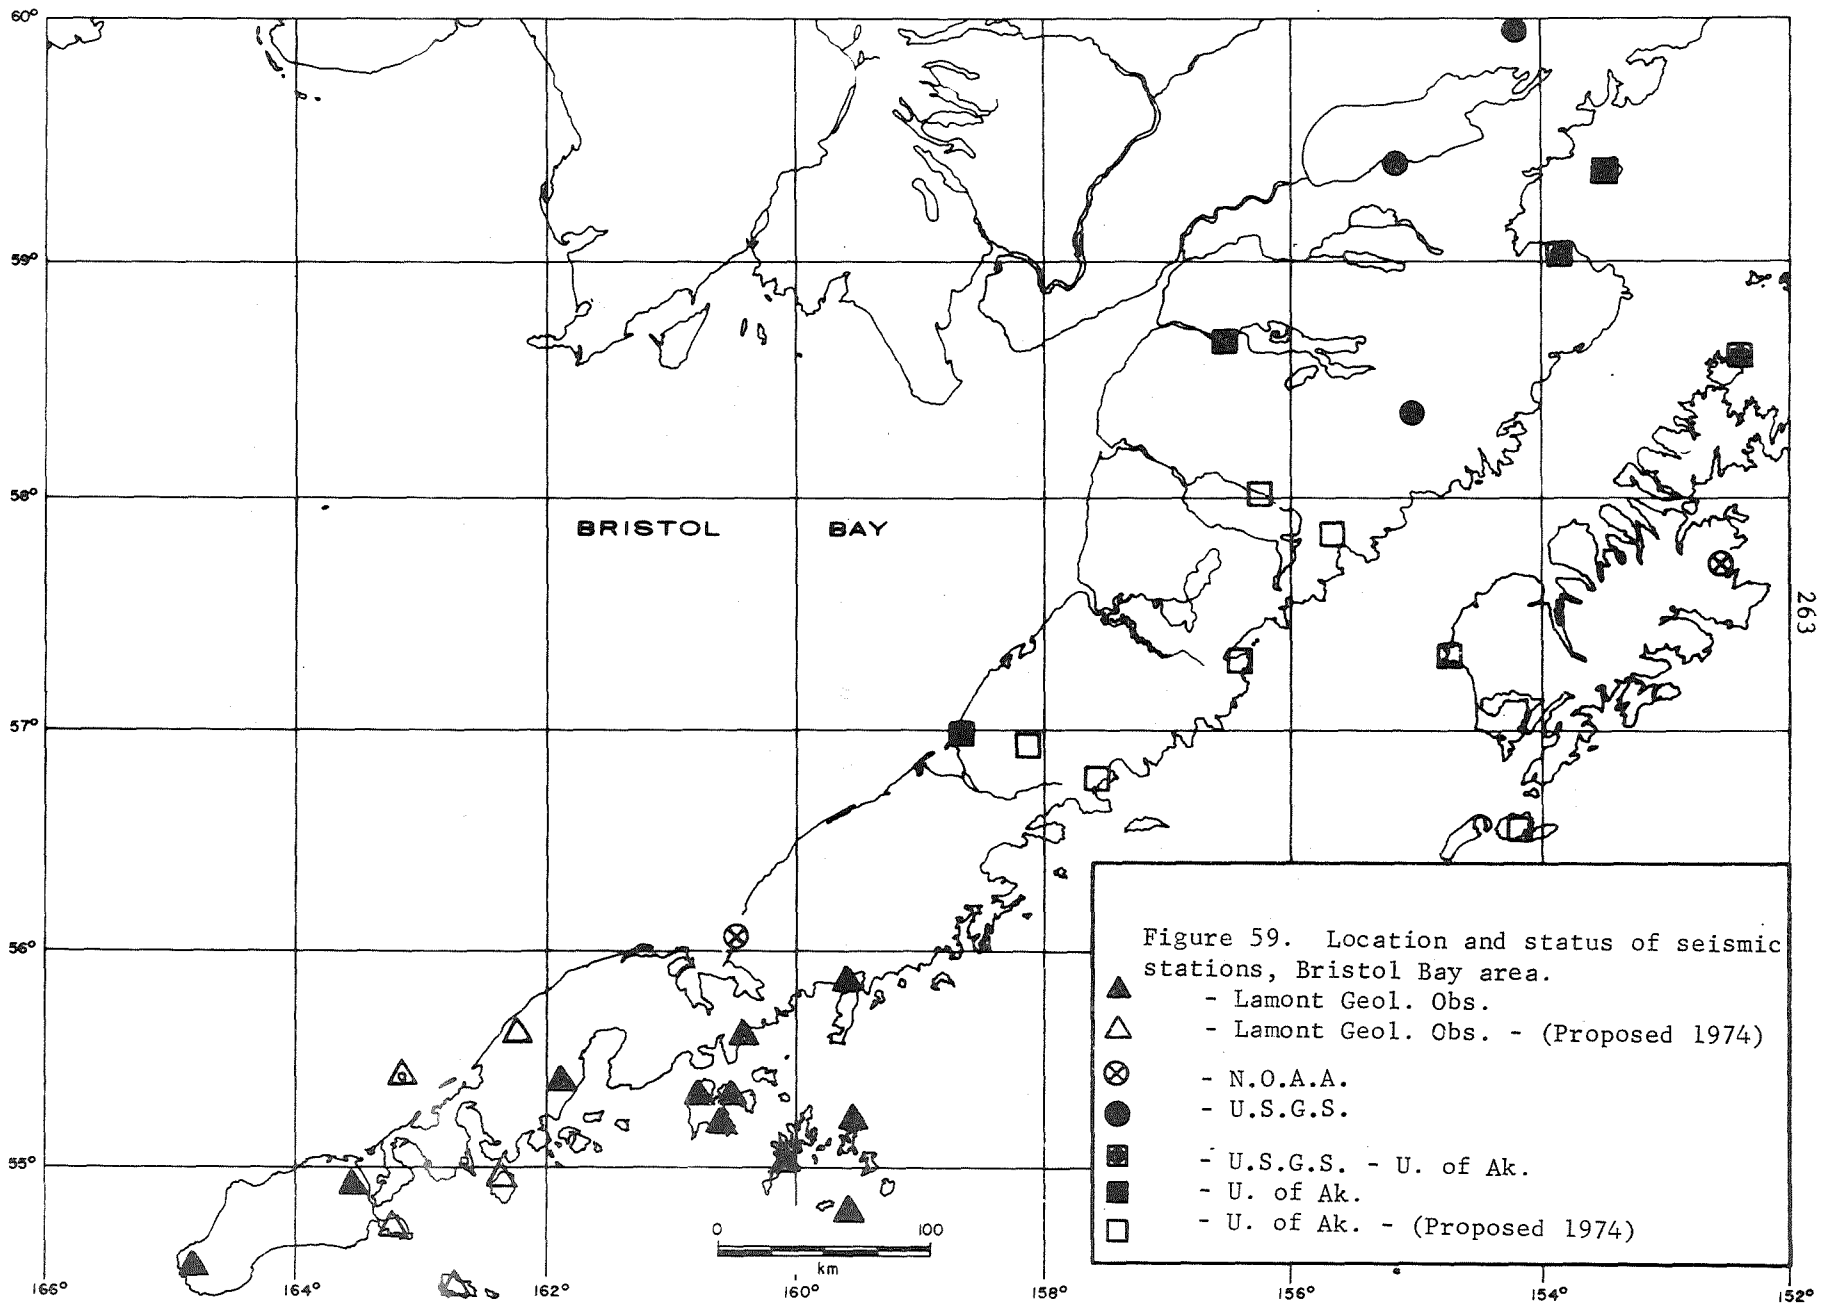 60°
59°
58°
57°
56°
55°
BRISTOL BAY
263
Figure 59. Location and status of seismic
stations, Bristol Bay area.
- Lamont Geol. Obs.
- Lamont Geol. Obs. - (Proposed 1974)
- N.O.A.A.
- U.S.G.S.
- U.S.G.S. - U. of Ak.
- U. of Ak.
- U. of Ak. - (Proposed 1974)
0 100
km
166° 164° 162° 160° 158° 156° 154° 152°